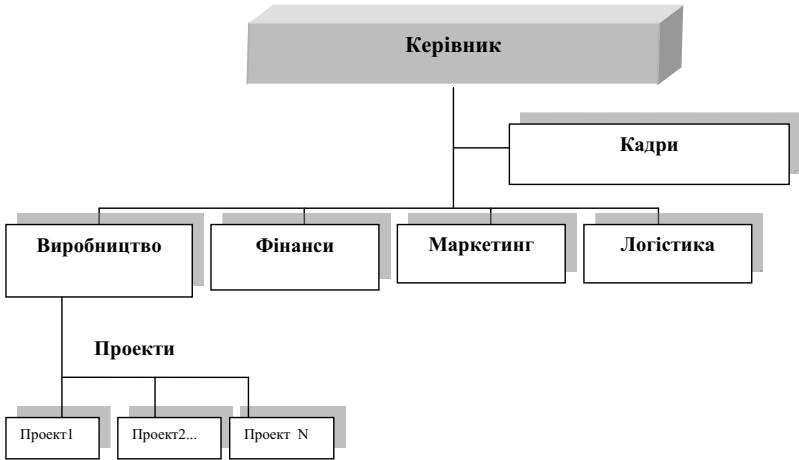 Керівник
Кадри
Виробництво
Фінанси
Маркетинг
Логістика
Проекти
Проект1
Проект2...
Проект N